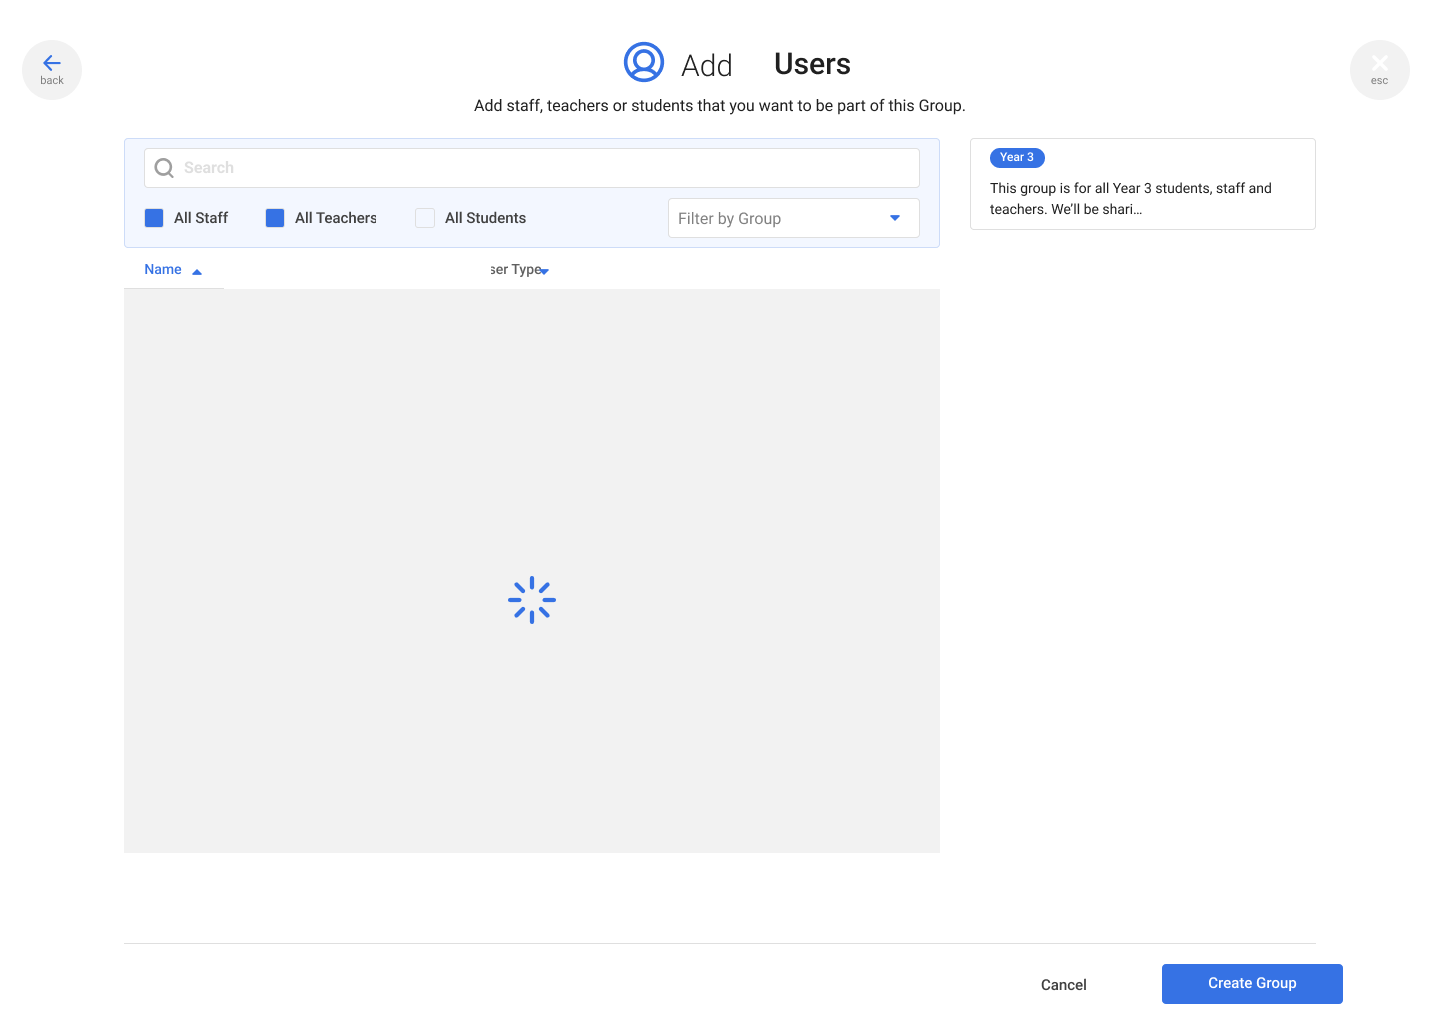 back
Add Users
esc
Add staff, teachers or students that you want to be part of this Group.
Search
All Staff
All Teachers
All Students
Filter by Group
Year 3
This group is for all Year 3 students, staff and
teachers. We'll be shari...
Name
ser Type
Cancel
Create Group